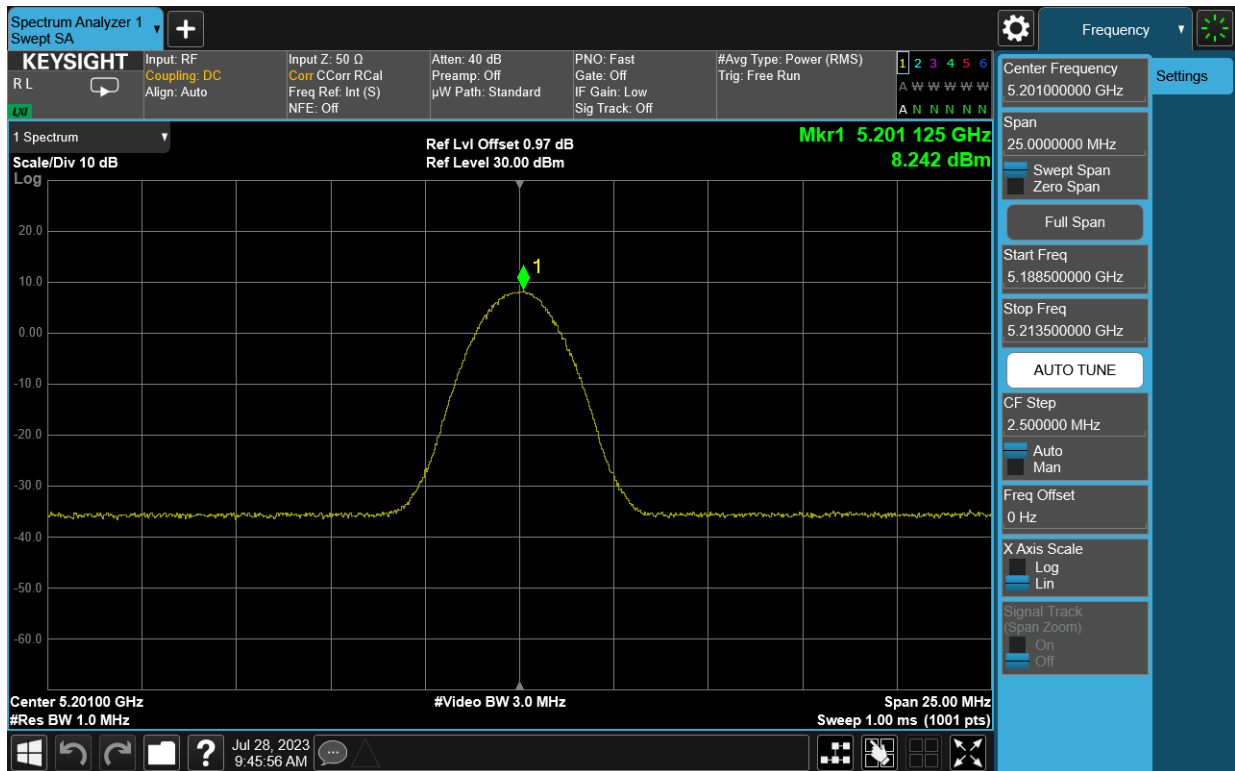 Spectrum Analyzer 1
Swept SA
Frequency
KEYSIGHT
R L
LXI
Input: RF
Coupling: DC
Align: Auto
Input Z: 50 Ω
Corr CCorr RCal
Freq Ref: Int (S)
NFE: Off
Atten: 40 dB
Preamp: Off
µW Path: Standard
PNO: Fast
Gate: Off
IF Gain: Low
Sig Track: Off
#Avg Type: Power (RMS)
Trig: Free Run
1 2 3 4 5 6
A W W W W W
A N N N N N
1 Spectrum
Scale/Div 10 dB
Ref Lvl Offset 0.97 dB
Ref Level 30.00 dBm
Mkr1 5.201 125 GHz
8.242 dBm
Log
20.0
10.0
0.00
-10.0
-20.0
-30.0
-40.0
-50.0
-60.0
1
Center 5.20100 GHz
#Res BW 1.0 MHz
#Video BW 3.0 MHz
Span 25.00 MHz
Sweep 1.00 ms (1001 pts)
Center Frequency
5.201000000 GHz
Span
25.0000000 MHz
Swept Span
Zero Span
Full Span
Start Freq
5.188500000 GHz
Stop Freq
5.213500000 GHz
AUTO TUNE
CF Step
2.500000 MHz
Auto
Man
Freq Offset
0 Hz
X Axis Scale
Log
Lin
Signal Track
(Span Zoom)
On
Off
Settings
?
Jul 28, 2023
9:45:56 AM